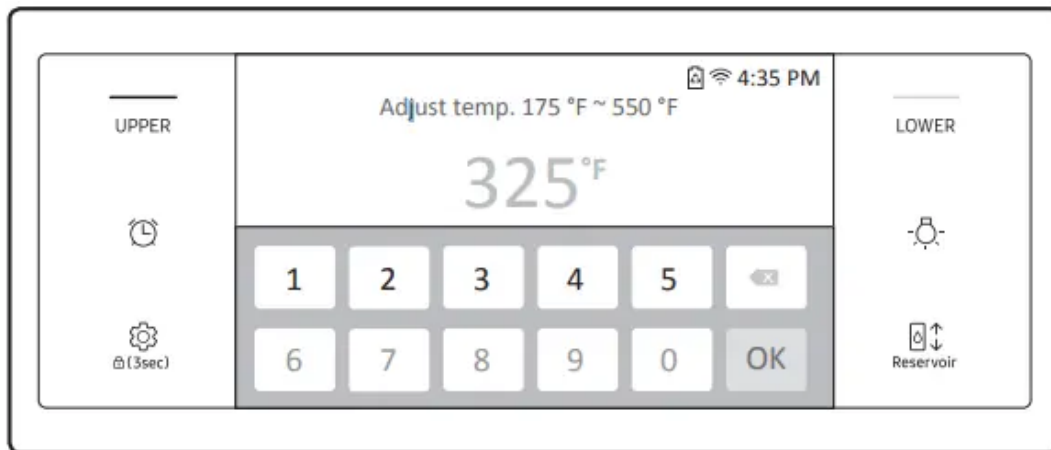 4:35 PM
Adjust temp. 175 °F ~ 550 °F
325°F
UPPER
LOWER
1 2 3 4 5
6 7 8 9 0 OK
(3sec)
Reservoir